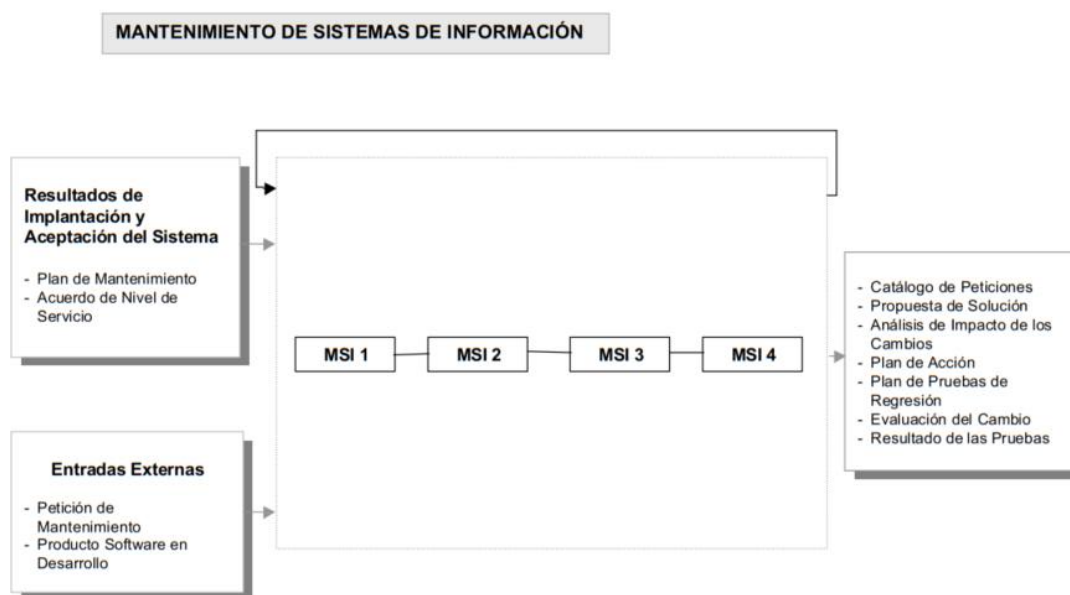 MANTENIMIENTO DE SISTEMAS DE INFORMACIÓN
Resultados de
Implantación y
Aceptación del Sistema
- Plan de Mantenimiento
- Acuerdo de Nivel de
Servicio
Entradas Externas
- Petición de
Mantenimiento
- Producto Software en
Desarrollo
MSI 1
MSI 2
MSI 3
MSI 4
- Catálogo de Peticiones
- Propuesta de Solución
- Análisis de Impacto de los
Cambios
- Plan de Acción
- Plan de Pruebas de
Regresión
- Evaluación del Cambio
- Resultado de las Pruebas